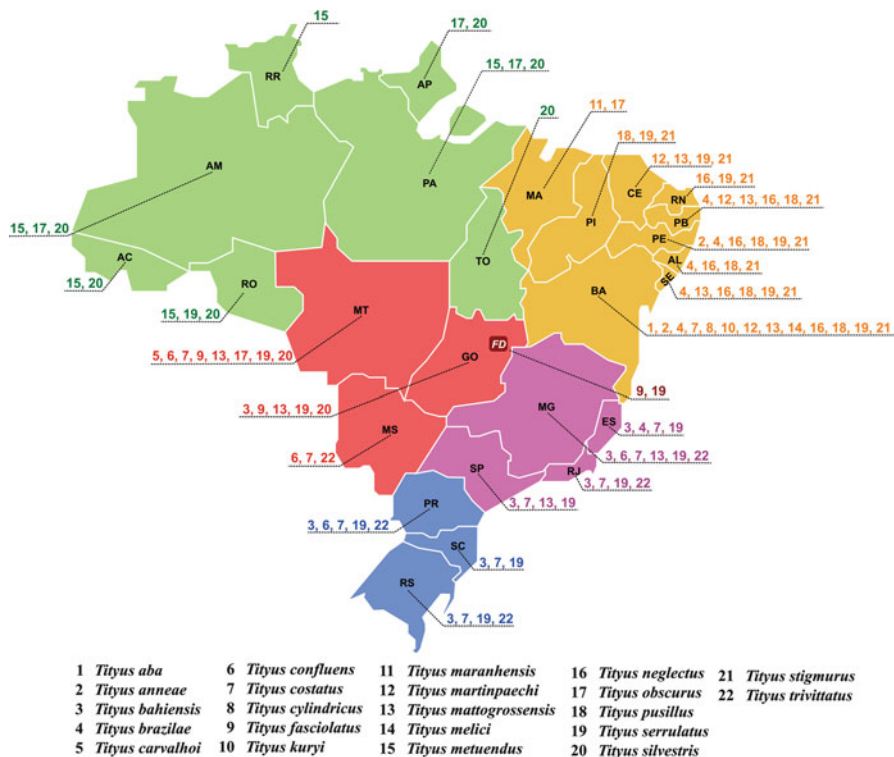 15
17, 20
RR
AP
15, 17, 20
20
11, 17
18, 19, 21
12, 13, 19, 21
16, 19, 21
4, 12, 13, 16, 18, 21
AM
PA
MA
PI
CE
RN
PB
PE
2, 4, 16, 18, 19, 21
15, 17, 20
AC
TO
AL
4, 16, 18, 21
SE
15, 20
RO
BA
4, 13, 16, 18, 19, 21
15, 19, 20
MT
1, 2, 4, 7, 8, 10, 12, 13, 14, 16, 18, 19, 21
FD
GO
5, 6, 7, 9, 13, 17, 19, 20
9, 19
3, 9, 13, 19, 20
MG
ES
3, 4, 7, 19
MS
6, 7, 22
3, 6, 7, 13, 19, 22
SP
RJ
3, 7, 19, 22
3, 7, 13, 19
PR
3, 6, 7, 19, 22
SC
3, 7, 19
RS
3, 7, 19, 22
1 Tityus aba
2 Tityus anneae
3 Tityus bahiensis
4 Tityus brazilae
5 Tityus carvalhoi
6 Tityus confluens
7 Tityus costatus
8 Tityus cylindricus
9 Tityus fasciolatus
10 Tityus kuryi
11 Tityus maranhensis
12 Tityus martinpaechi
13 Tityus mattogrossensis
14 Tityus melici
15 Tityus metuendus
16 Tityus neglectus
17 Tityus obscurus
18 Tityus pusillus
19 Tityus serrulatus
20 Tityus silvestris
21 Tityus stigmurus
22 Tityus trivittatus